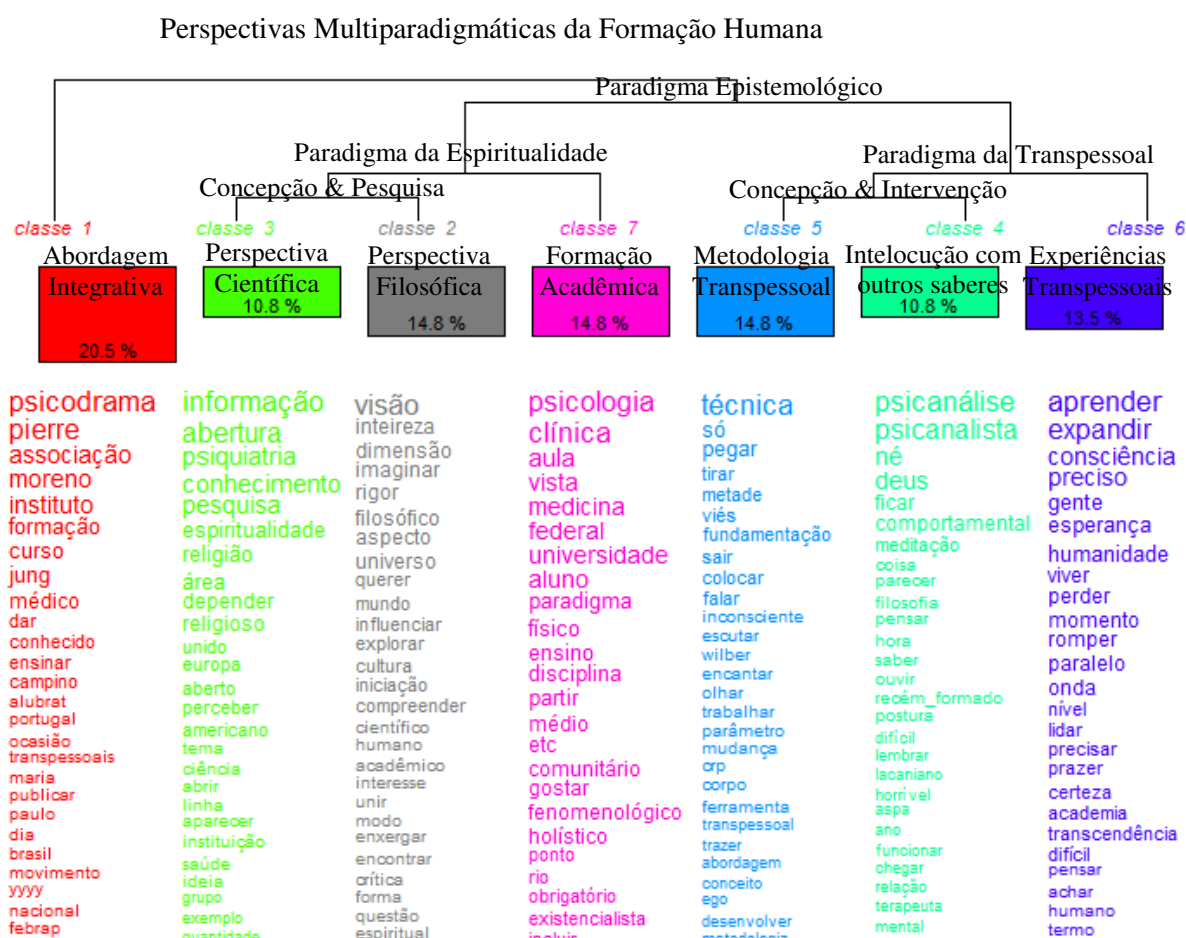 Perspectivas Multiparadigmáticas da Formação Humana
Paradigma Epistemológico
Paradigma da Espiritualidade
Paradigma da Transpessoal
Concepção & Pesquisa
Concepção & Intervenção
classe 1
classe 3
classe 2
classe 7
classe 5
classe 4
classe 6
Abordagem
Integrativa
20.5 %
Perspectiva
Científica
10.8 %
Perspectiva
Filosófica
14.8 %
Formação
Acadêmica
14.8 %
Metodologia
Transpessoal
14.8 %
Intelocução com
outros saberes
10.8 %
Experiências
Transpessoais
13.5 %
psicodrama
pierre
associação
moreno
instituto
formação
curso
jung
médico
dar
conhecido
ensinar
campino
alubrat
portugal
ocasião
transpessoais
maria
publicar
paulo
dia
brasil
movimento
yyyy
nacional
febrap
informação
abertura
psiquiatria
conhecimento
pesquisa
espiritualidade
religião
área
depender
religioso
unido
europa
aberto
perceber
americano
tema
ciência
abrir
linha
aparecer
instituição
saúde
ideia
grupo
exemplo
quantidade
visão
inteireza
dimensão
imaginar
rigor
filosófico
aspecto
universo
querer
mundo
influenciar
explorar
cultura
iniciação
compreender
científico
humano
acadêmico
interesse
unir
modo
enxergar
encontrar
crítica
forma
questão
espiritual
psicologia
clínica
aula
vista
medicina
federal
universidade
aluno
paradigma
físico
ensino
disciplina
partir
médio
etc
comunitário
gostar
fenomenológico
holístico
ponto
rio
obrigatório
existencialista
incluir
técnica
só
pegar
tirar
metade
viés
fundamentação
sair
colocar
falar
inconsciente
escutar
wilber
encantar
olhar
trabalhar
parâmetro
mudança
crp
corpo
ferramenta
transpessoal
trazer
abordagem
conceito
ego
desenvolver
metodologia
psicanálise
psicanalista
né
deus
ficar
comportamental
meditação
coisa
parecer
filosofia
pensar
hora
saber
ouvir
recém_formado
postura
difícil
lembrar
lacaniano
horrível
aspa
ano
funcionar
chegar
relação
terapeuta
mental
aprender
expandir
consciência
preciso
gente
esperança
humanidade
viver
perder
momento
romper
paralelo
onda
nível
lidar
precisar
prazer
certeza
academia
transcendência
difícil
pensar
achar
humano
termo